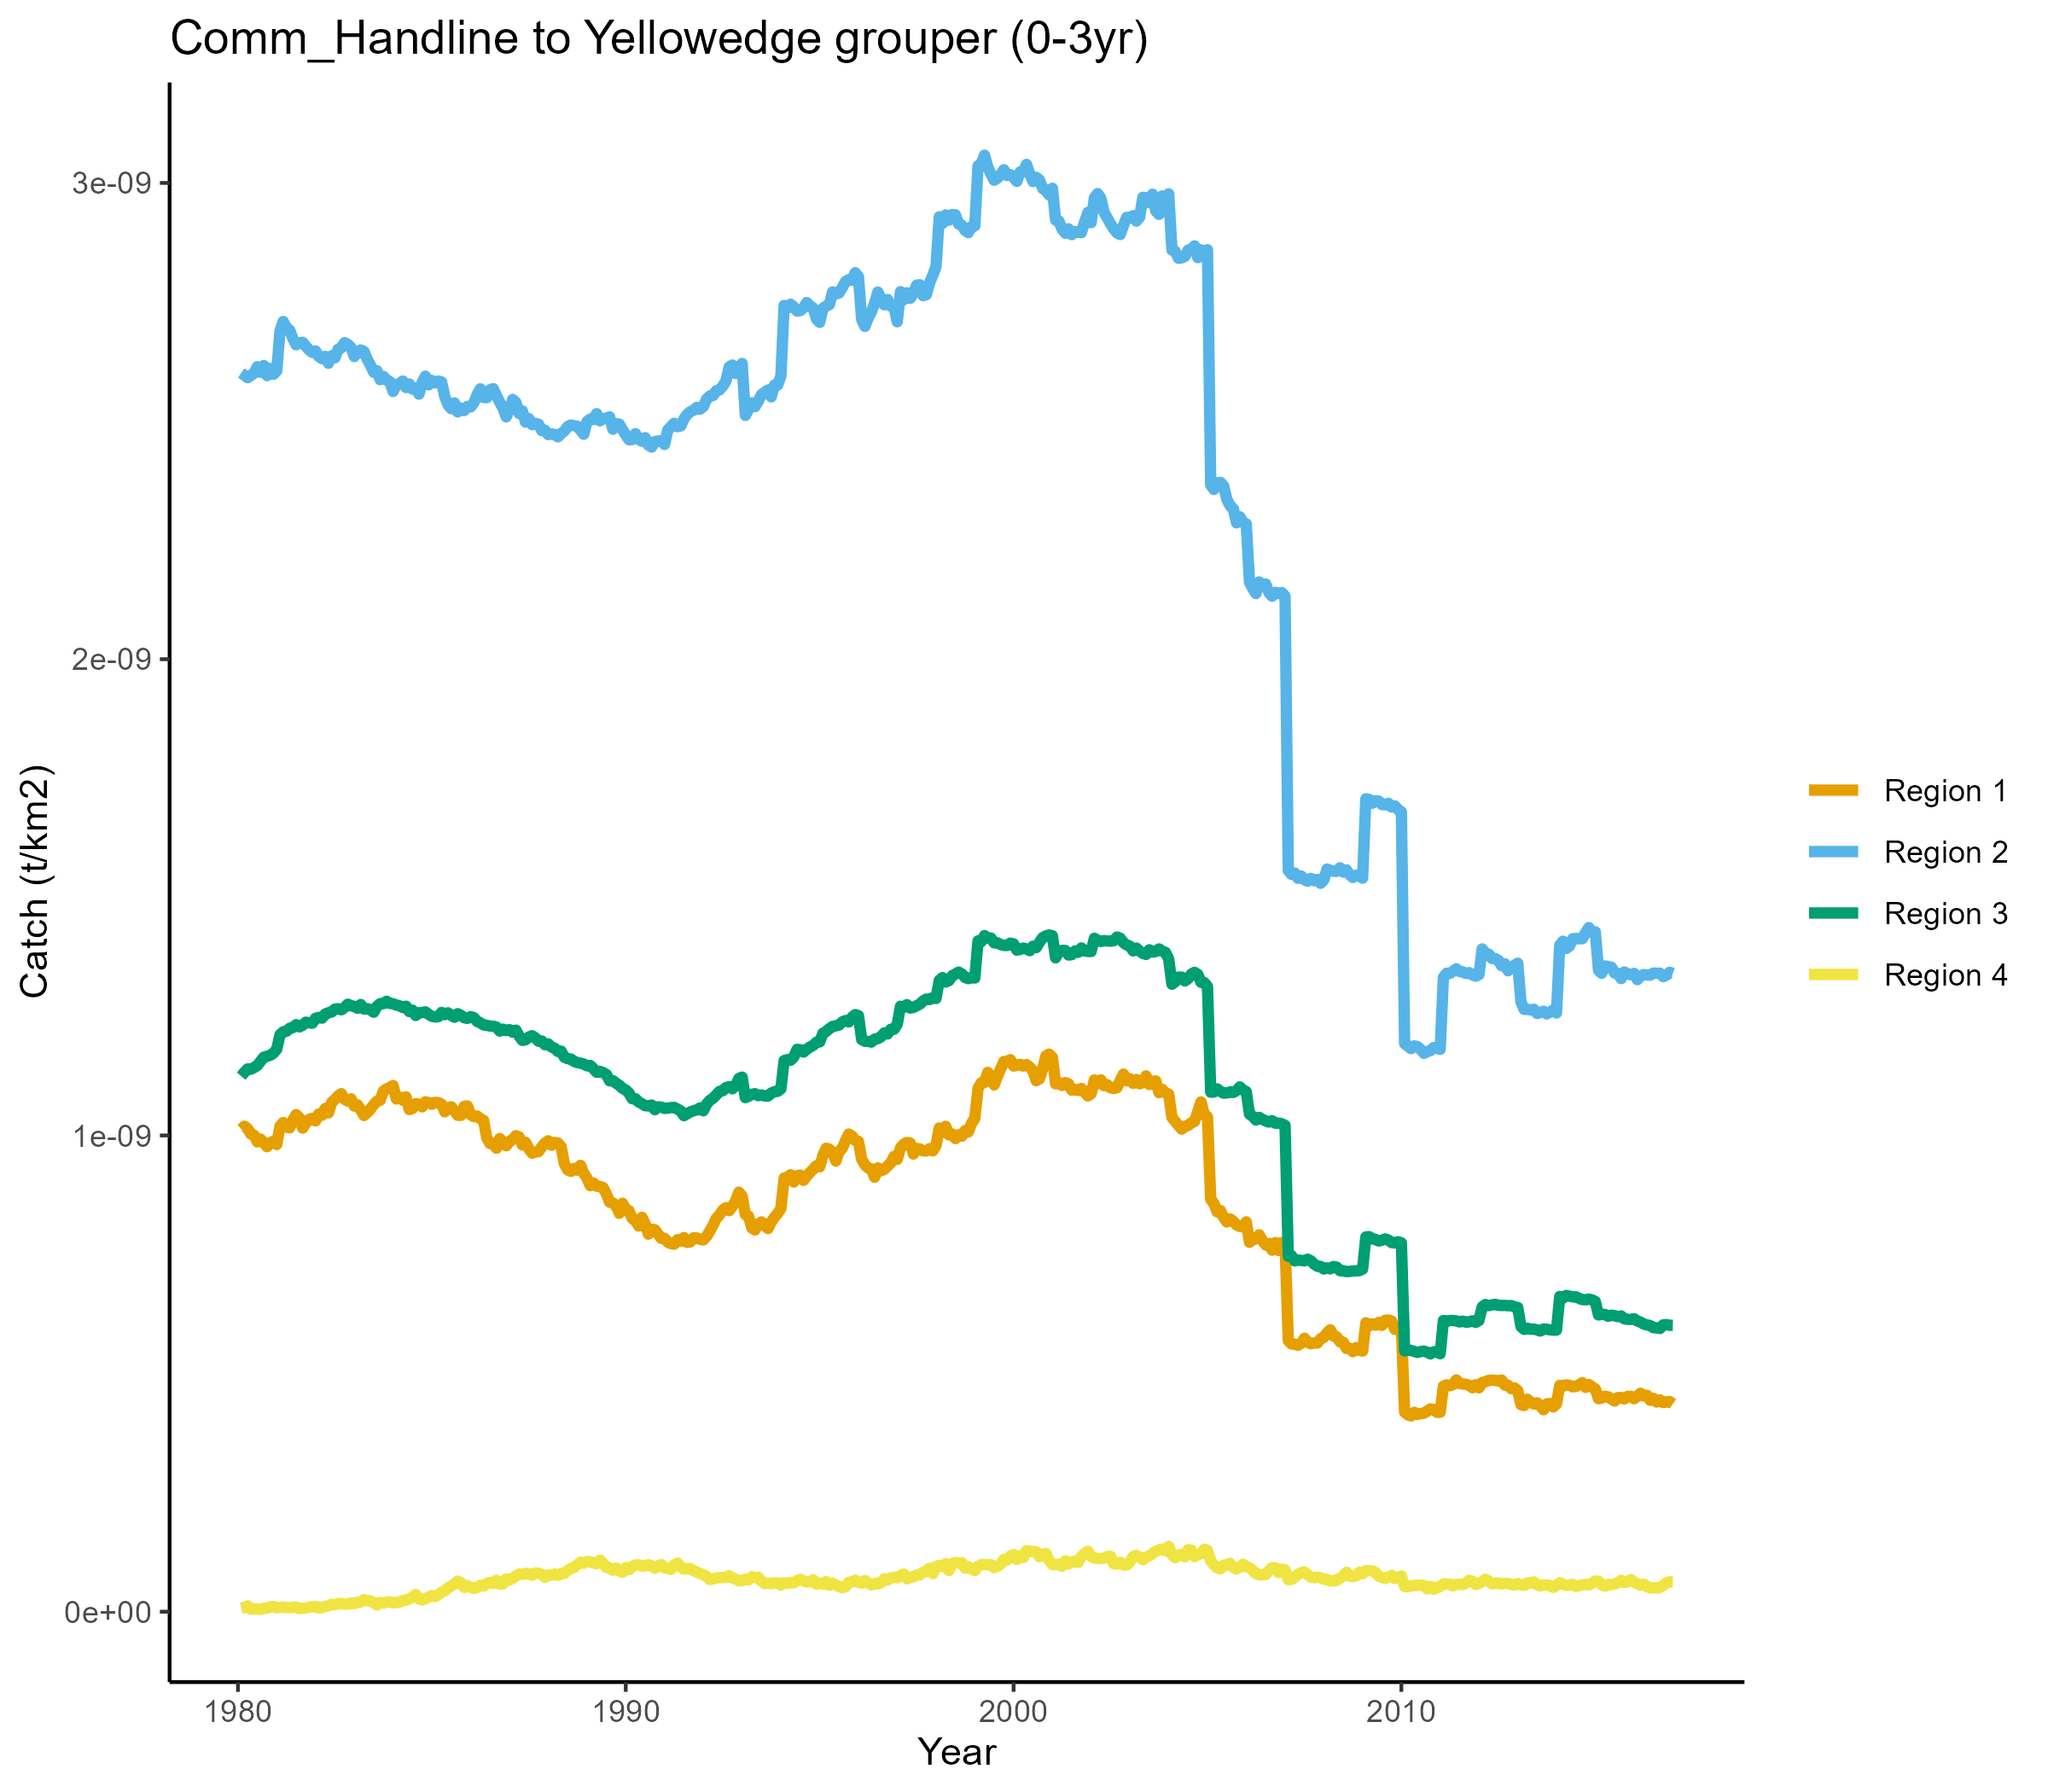 Comm_Handline to Yellowedge grouper (0-3yr)
Catch (t/km2)
3e-09
2e-09
1e-09
0e+00
1980
1990
2000
2010
Year
Region 1
Region 2
Region 3
Region 4